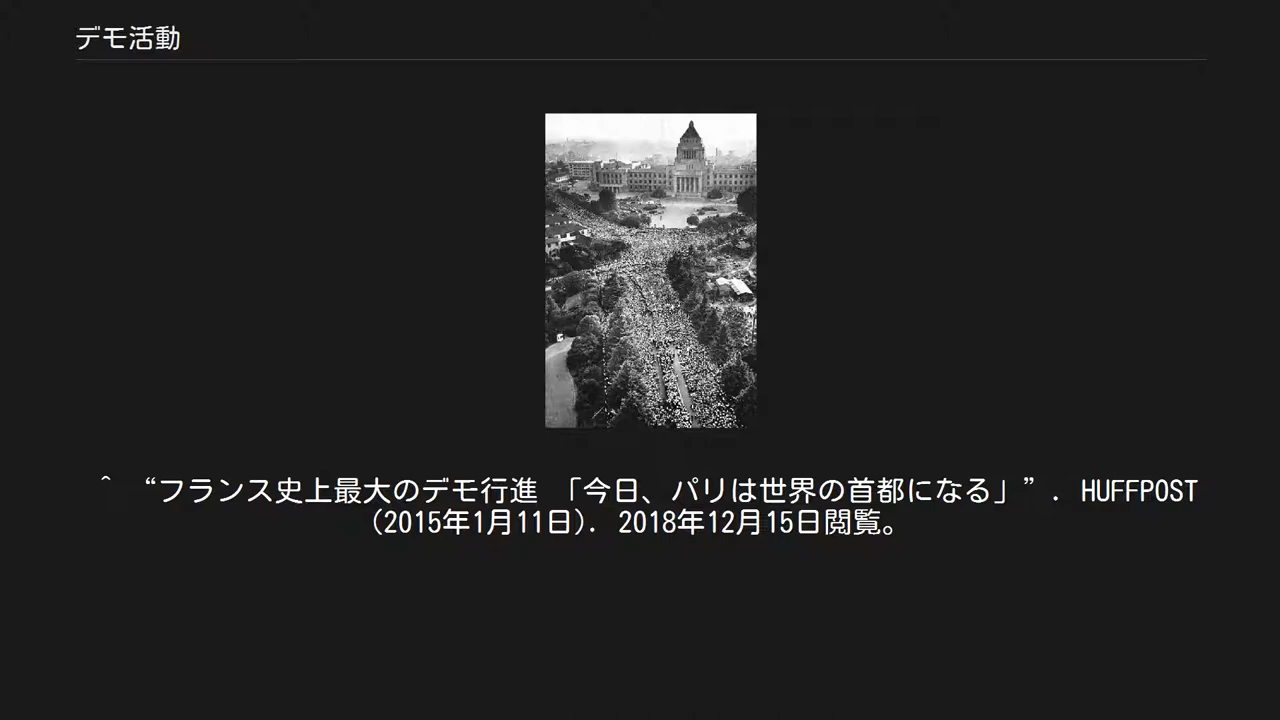 デモ活動
^ “フランス史上最大のデモ行進 「今日、パリは世界の首都になる」”. HUFFPOST
(2015年1月11日). 2018年12月15日閲覧。